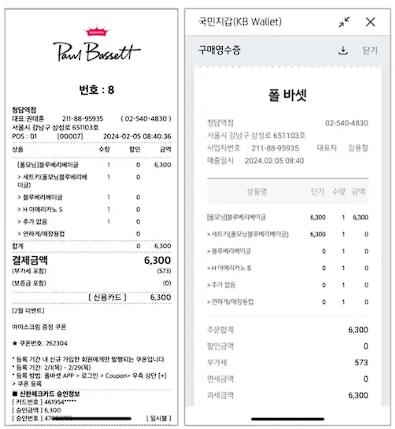 Paul Bassett
번호 : 8
청담역점
대표: 권대훈 211-88-95935 ( 02-540-4830 )
서울시 강남구 삼성로 651103호
POS : 01 [00007] 2024-02-05 08:40:36
상품 수량 할인 금액
[올모닝]블루베리베이글 1 0 6,300
> 세트키(올모닝블루베리베이글) 1 0
> 블루베리베이글 1 0
> H 아메리카노 S 1 0
> 추가 없음 1 0
> 연하게/매장용컵 1 0
합계 0 6,300
결제금액 6,300
(부가세 포함) (573)
(보증금 포함) (0)
[ 신용카드 ] 6,300
[2월 이벤트]
아이스크림 증정 쿠폰
★ 쿠폰번호: 262304
* 등록 기간 내 신규 가입한 회원에게만 발행되는 쿠폰입니다.
* 등록 기간: 2/1(목) - 2/29(목)
* 등록 방법: 폴바셋 APP > 로그인 > Coupon> 우측 상단 [+]
> 쿠폰 등록
■ 신한체크카드 승인정보
[ 카드번호 ] 461954*****
[ 승인금액 ] 6,300
[ 승인번호 ] [ 일시불 ]
국민지갑(KB Wallet)
구매영수증 닫기
폴 바셋
청담역점 02-540-4830
서울시 강남구 삼성로 651103호
사업자번호 211-88-95935 대표자 김용철
매출일시 2024.02.05 08:40
상품명 단가 수량 금액
[올모닝]블루베리베이글 6,300 1 6,300
> 세트키(올모닝블루베리베이글) 6,300 1 0
> 블루베리베이글 0 1 0
> H 아메리카노 S 0 1 0
> 추가 없음 0 1 0
> 연하게/매장용컵 0 1 0
주문합계 6,300
할인금액 0
부가세 573
면세금액 0
과세금액 6,300